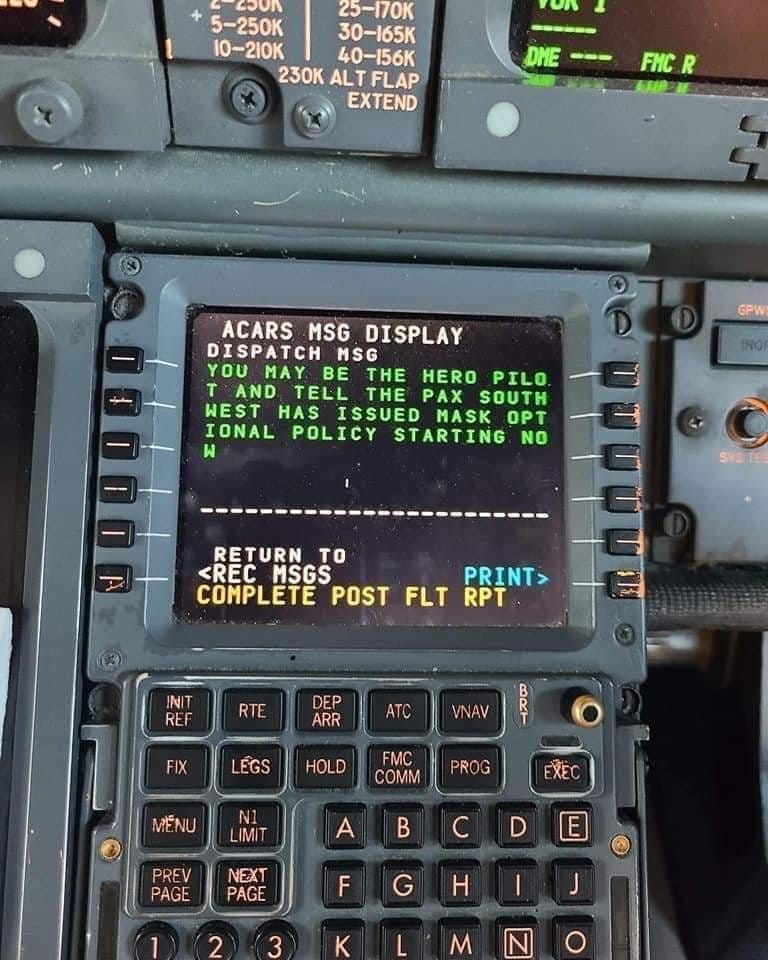 2-250K
5-250K
10-210K
25-170K
30-165K
40-156K
230K ALT FLAP
EXTEND
VOR 1
DME --- FMC R
GPWS
SYS TES
ACARS MSG DISPLAY
DISPATCH MSG
YOU MAY BE THE HERO PILO
T AND TELL THE PAX SOUTH
WEST HAS ISSUED MASK OPT
IONAL POLICY STARTING NO
W
RETURN TO
<REC MSGS PRINT>
COMPLETE POST FLT RPT
INIT REF
RTE
DEP ARR
ATC
VNAV
BRT
FIX
LEGS
HOLD
FMC COMM
PROG
EXEC
MENU
N1 LIMIT
A B C D E
PREV PAGE
NEXT PAGE
F G H I J
1 2 3 K L M N O